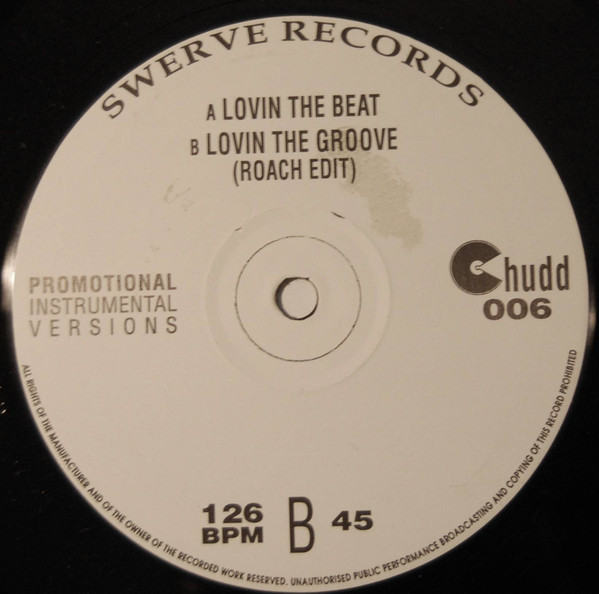 SWERVE RECORDS
A LOVIN THE BEAT
B LOVIN THE GROOVE
(ROACH EDIT)
PROMOTIONAL
INSTRUMENTAL
VERSIONS
Chudd
006
126
BPM
B
45
ALL RIGHTS OF THE MANUFACTURER AND OF THE OWNER OF THE RECORDED WORK RESERVED. UNAUTHORISED PUBLIC PERFORMANCE BROADCASTING AND COPYING OF THIS RECORD PROHIBITED